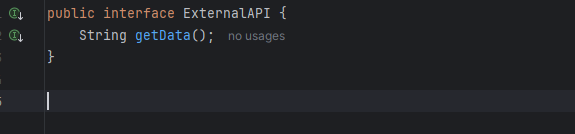 public interface ExternalAPI {
String getData(); no usages
}